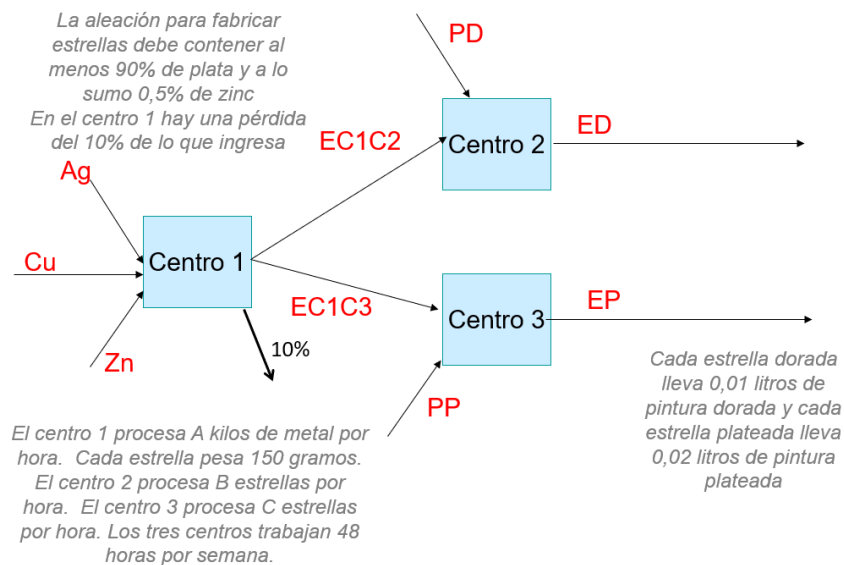 La aleación para fabricar
estrellas debe contener al
menos 90% de plata y a lo
sumo 0,5% de zinc
En el centro 1 hay una pérdida
del 10% de lo que ingresa
PD
Centro 2
ED
EC1C2
Ag
Cu
Centro 1
Zn
EC1C3
10%
Centro 3
EP
PP
Cada estrella dorada
lleva 0,01 litros de
pintura dorada y cada
estrella plateada lleva
0,02 litros de pintura
plateada
El centro 1 procesa A kilos de metal por
hora. Cada estrella pesa 150 gramos.
El centro 2 procesa B estrellas por
hora. El centro 3 procesa C estrellas
por hora. Los tres centros trabajan 48
horas por semana.